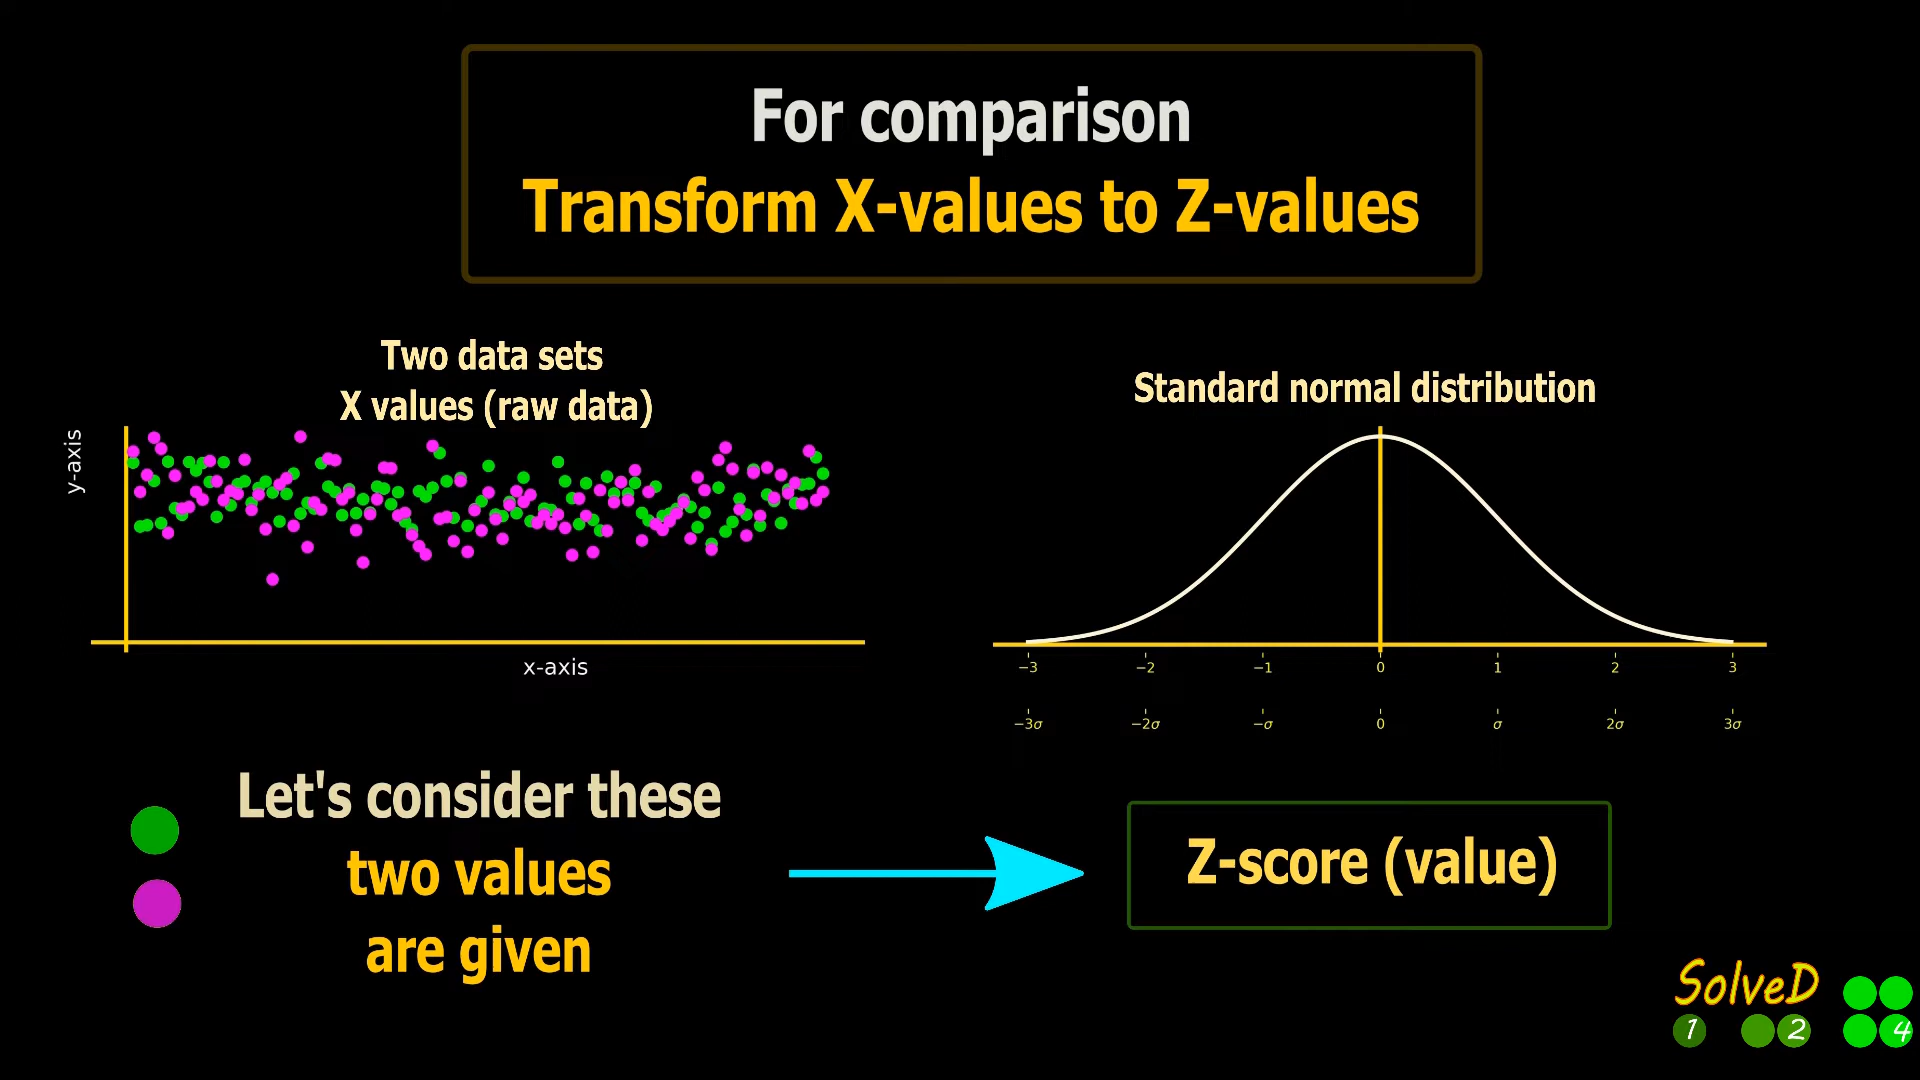 For comparison
Transform X-values to Z-values
Two data sets
X values (raw data)
y-axis
x-axis
Standard normal distribution
−3 −2 −1 0 1 2 3
−3σ −2σ −σ 0 σ 2σ 3σ
Let's consider these
two values
are given
Z-score (value)
SolveD
1 2 4